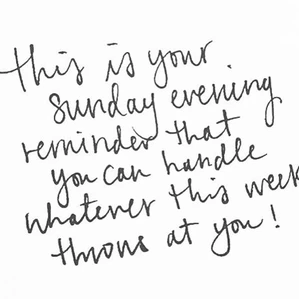 this is your
sunday evening
reminder that
you can handle
whatever this week
throws at you!